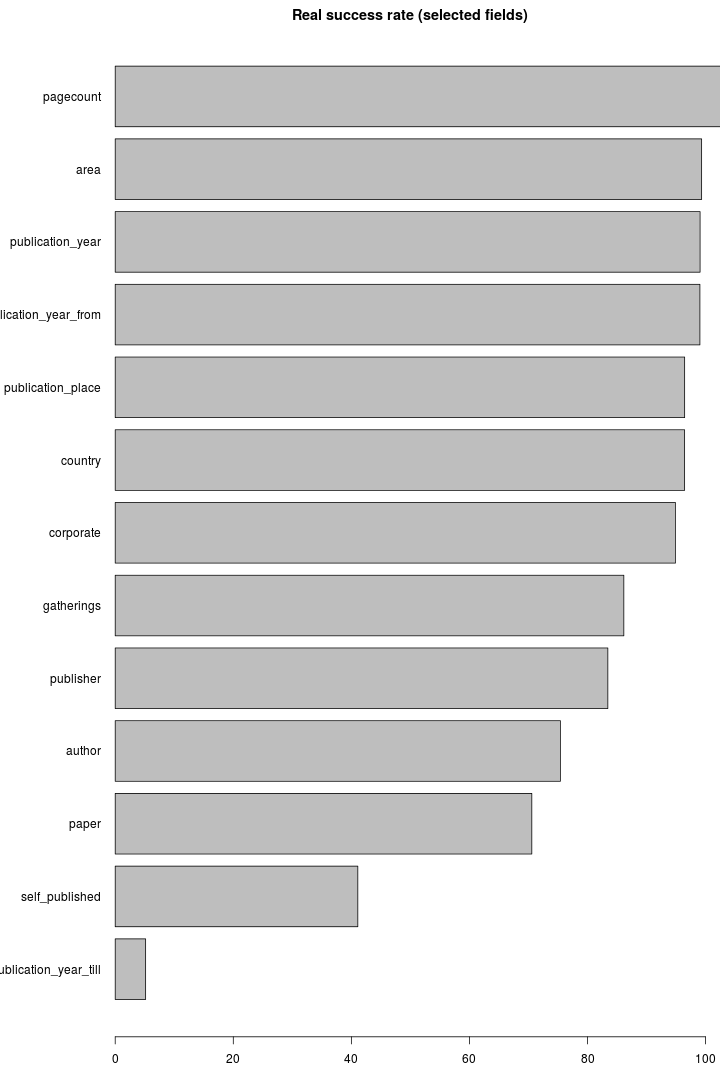 Real success rate (selected fields)
pagecount
area
publication_year
lication_year_from
publication_place
country
corporate
gatherings
publisher
author
paper
self_published
ublication_year_till
0 20 40 60 80 100